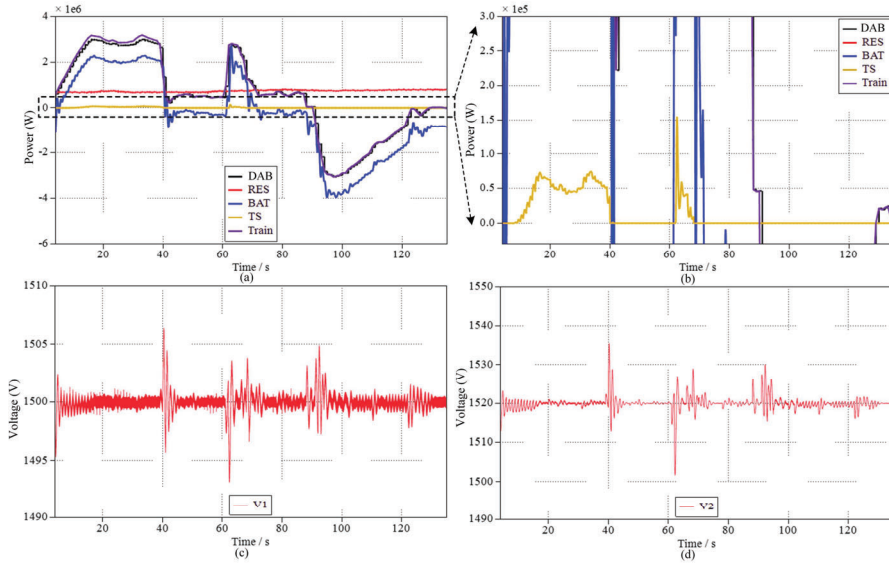 × 1e6
4
2
0
-2
-4
-6
Power (W)
DAB
RES
BAT
TS
Train
20
40
60
80
100
120
Time / s
(a)
× 1e5
3.0
2.5
2.0
1.5
1.0
0.5
0.0
Power (W)
DAB
RES
BAT
TS
Train
0
20
40
60
80
100
120
Time / s
(b)
1510
1505
1500
1495
1490
Voltage (V)
V1
20
40
60
80
100
120
Time / s
(c)
1550
1540
1530
1520
1510
1500
1490
Voltage (V)
V2
20
40
60
80
100
120
Time / s
(d)